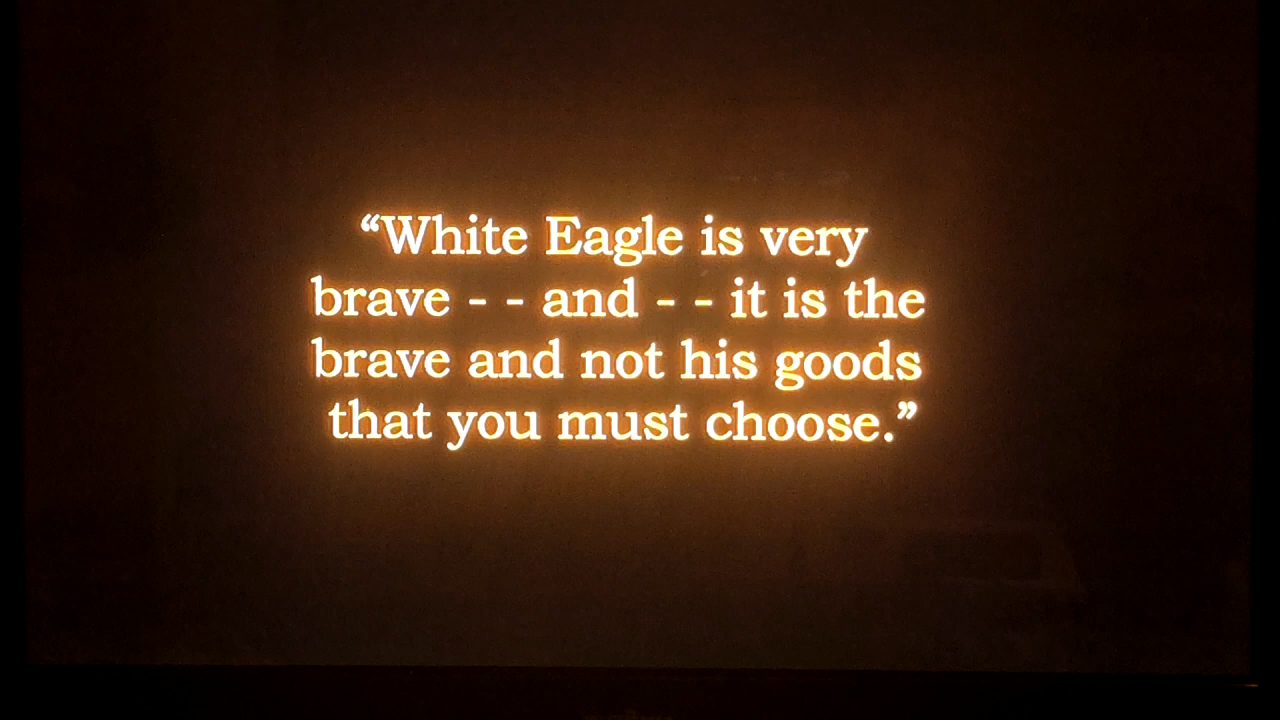 “White Eagle is very
brave - - and - - it is the
brave and not his goods
that you must choose.”